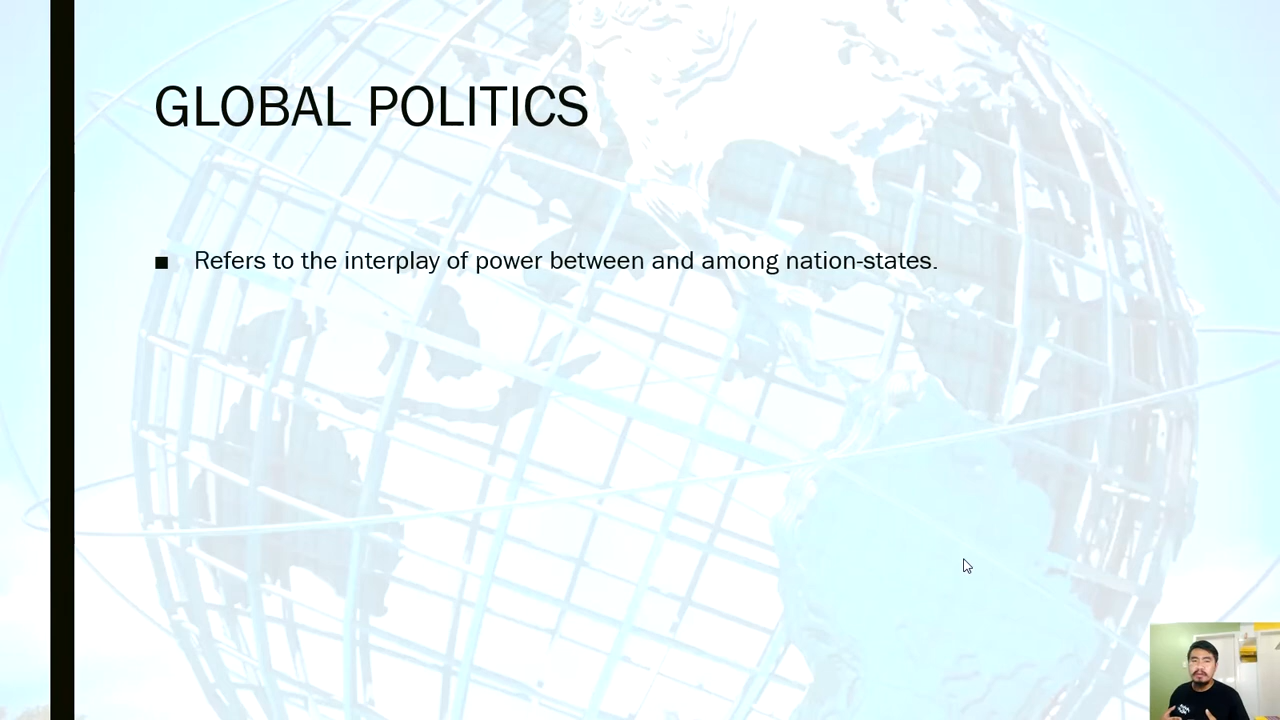 GLOBAL POLITICS
■ Refers to the interplay of power between and among nation-states.